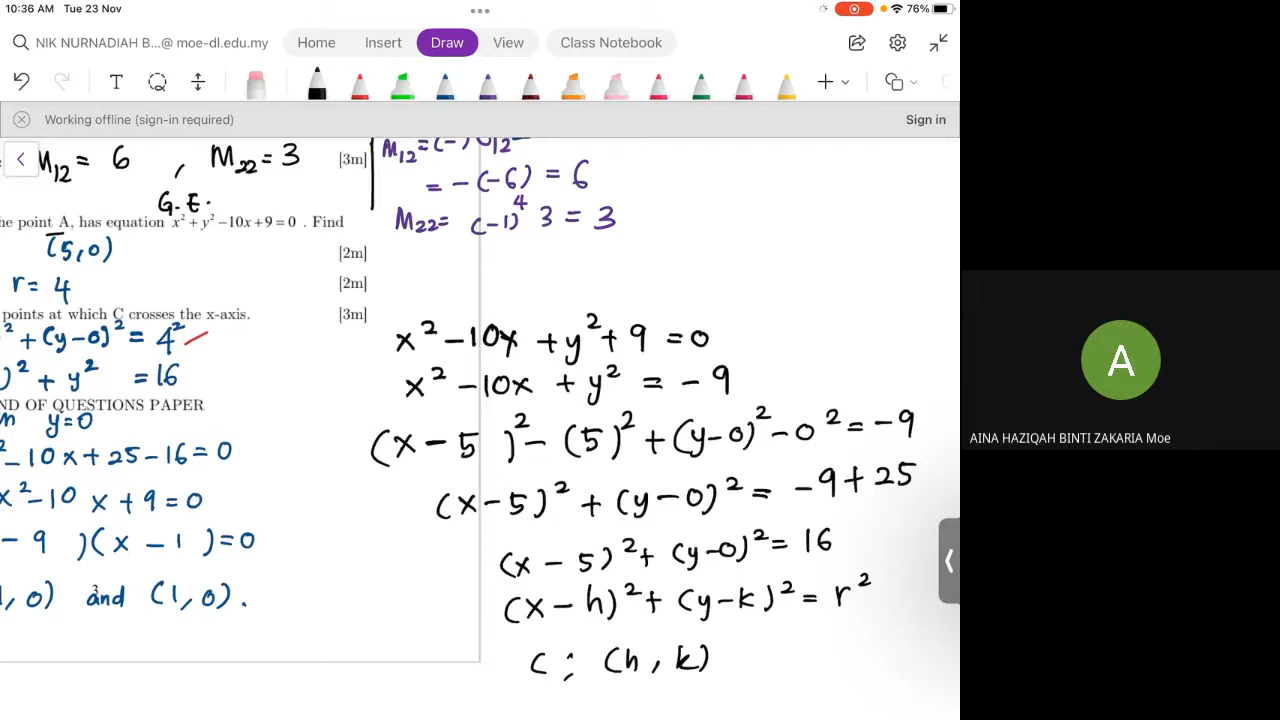 10:36 AM Tue 23 Nov
76%
NIK NURNADIAH B...@ moe-dl.edu.my
Home Insert Draw View Class Notebook
T
Working offline (sign-in required)
Sign in
M12 = 6 , M22 = 3 [3m]
G.E.
he point A, has equation x² + y² −10x + 9 = 0 . Find
(5,0)
[2m]
r = 4
[2m]
points at which C crosses the x-axis. [3m]
² + (y-0)² = 4²
)² + y² = 16
ND OF QUESTIONS PAPER
y=0
-10x + 25 - 16 = 0
x² - 10 x + 9 = 0
- 9 )(x - 1 ) = 0
, 0) and (1, 0).
= - (-6) = 6
M22 = (-1)⁴ 3 = 3
x² - 10x + y² + 9 = 0
x² - 10x + y² = - 9
(x - 5 )² - (5)² + (y-0)² - 0² = -9
(x - 5)² + (y - 0)² = - 9 + 25
(x - 5)² + (y-0)² = 16
(x - h)² + (y-k)² = r²
C : (h, k)
A
AINA HAZIQAH BINTI ZAKARIA Moe